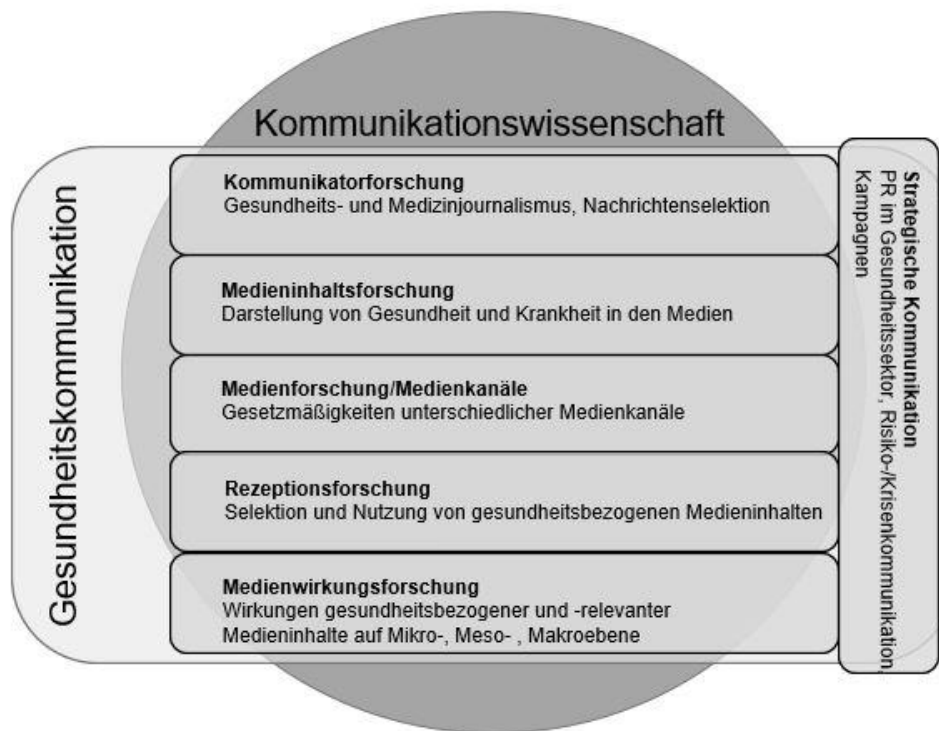 Kommunikationswissenschaft
Gesundheitskommunikation
Kommunikatorforschung
Gesundheits- und Medizinjournalismus, Nachrichtenselektion
Medieninhaltsforschung
Darstellung von Gesundheit und Krankheit in den Medien
Medienforschung/Medienkanäle
Gesetzmäßigkeiten unterschiedlicher Medienkanäle
Rezeptionsforschung
Selektion und Nutzung von gesundheitsbezogenen Medieninhalten
Medienwirkungsforschung
Wirkungen gesundheitsbezogener und -relevanter
Medieninhalte auf Mikro-, Meso- , Makroebene
Strategische Kommunikation
PR im Gesundheitssektor, Risiko-/Krisenkommunikation,
Kampagnen